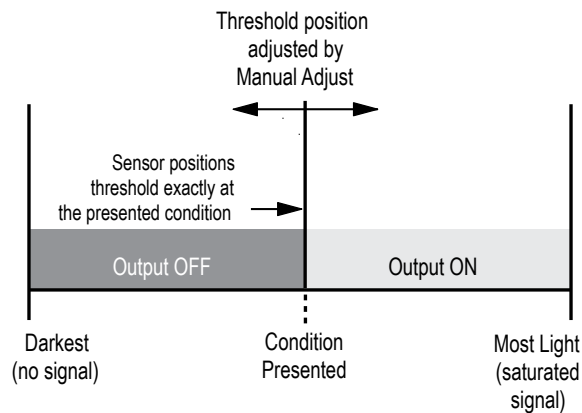 Threshold position
adjusted by
Manual Adjust
Sensor positions
threshold exactly at
the presented condition
Output OFF
Output ON
Darkest
(no signal)
Condition
Presented
Most Light
(saturated
signal)